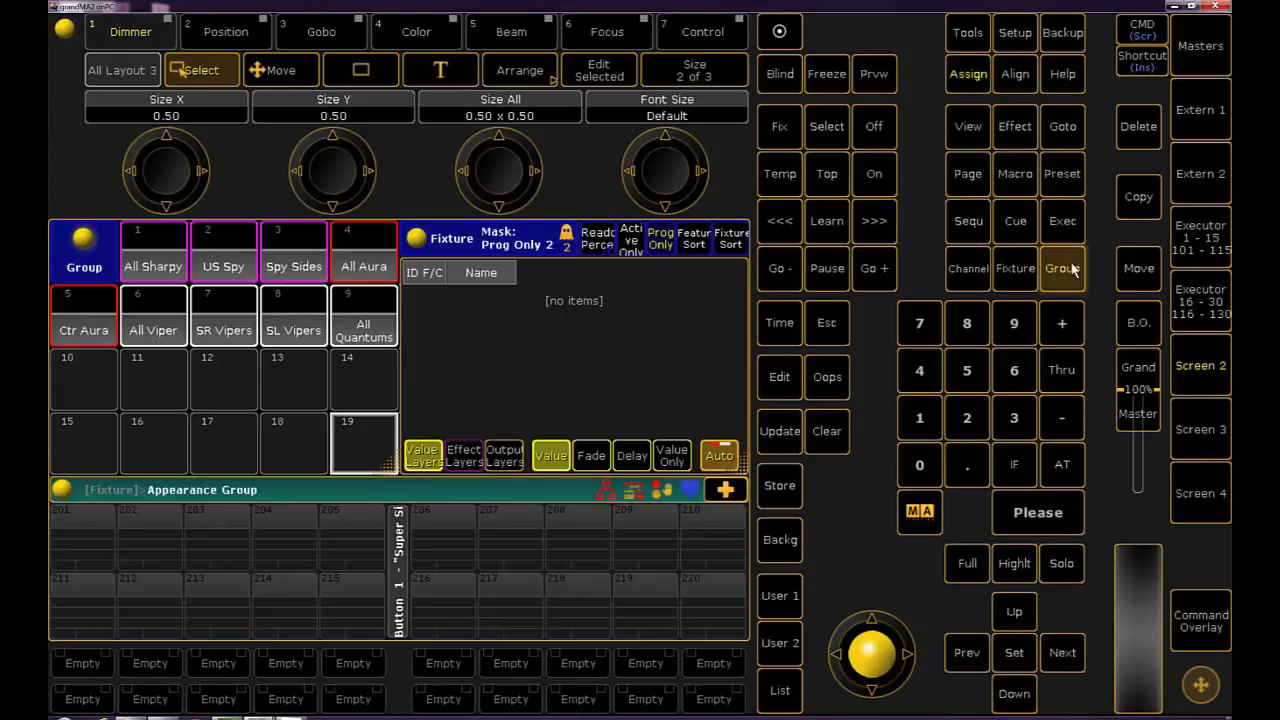 grandMA2 onPC
1 Dimmer
2 Position
3 Gobo
4 Color
5 Beam
6 Focus
7 Control
All Layout 3
Select
Move
T
Arrange
Edit
Selected
Size
2 of 3
Size X
0.50
Size Y
0.50
Size All
0.50 x 0.50
Font Size
Default
Group
1
All Sharpy
2
US Spy
3
Spy Sides
4
All Aura
5
Ctr Aura
6
All Viper
7
SR Vipers
8
SL Vipers
9
All
Quantums
10
11
12
13
14
15
16
17
18
19
Fixture
Mask:
Prog Only 2
2
Reado
Perce
Acti
ve
Only
Prog
Only
Featur
Sort
Fixture
Sort
ID F/C
Name
[no items]
Value
Layers
Effect
Layers
Output
Layers
Value
Fade
Delay
Value
Only
Auto
[Fixture]>Appearance Group
201
202
203
204
205
206
207
208
209
210
Button 1 - "Super Si
211
212
213
214
215
216
217
218
219
220
Empty Empty Empty Empty Empty Empty Empty Empty Empty Empty
Empty Empty Empty Empty Empty Empty Empty Empty Empty Empty
Blind Freeze Prvw
Fix Select Off
Temp Top On
<<< Learn >>>
Go - Pause Go +
Time Esc
Edit Oops
Update Clear
Store
Backg
User 1
User 2
List
Tools Setup Backup
Assign Align Help
View Effect Goto
Page Macro Preset
Sequ Cue Exec
Channel Fixture Group
7 8 9 +
4 5 6 Thru
1 2 3 -
0 . IF AT
MA
Please
Full Highlt Solo
Up
Prev Set Next
Down
CMD
(Scr)
Shortcut
(Ins)
Delete
Copy
Move
B.O.
Grand
100%
Master
Masters
Extern 1
Extern 2
Executor
1 - 15
101 - 115
Executor
16 - 30
116 - 130
Screen 2
Screen 3
Screen 4
Command
Overlay